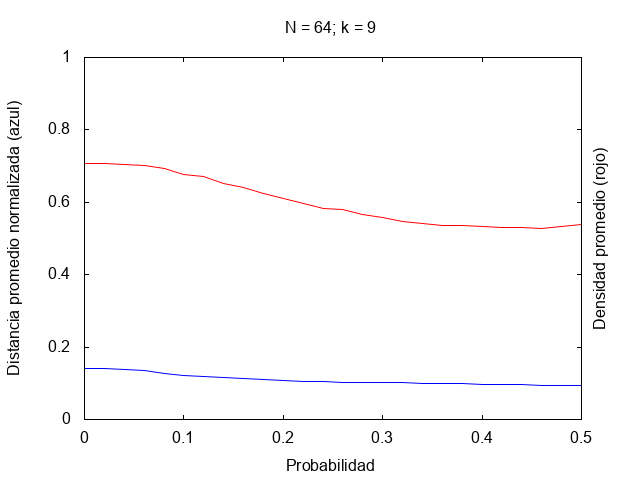 N = 64; k = 9
Distancia promedio normalizada (azul)
1
0.8
0.6
0.4
0.2
0
0 0.1 0.2 0.3 0.4 0.5
Probabilidad
Densidad promedio (rojo)